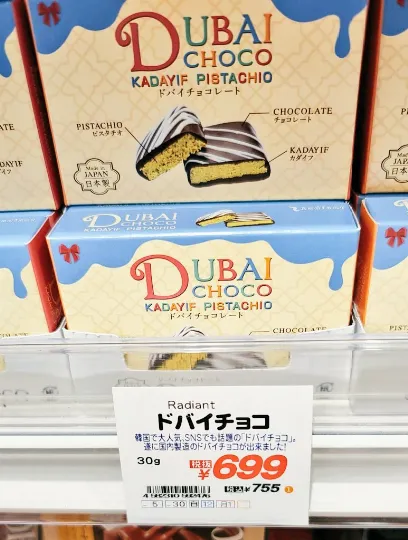 DUBAI
CHOCO
KADAYIF PISTACHIO
ドバイチョコレート
PISTACHIO
ピスタチオ
CHOCOLATE
チョコレート
KADAYIF
カダイフ
Made in
JAPAN
日本製
DUBAI
CHOCO
KADAYIF PISTACHIO
DUBAI
CHOCO
KADAYIF PISTACHIO
ドバイチョコレート
CHOCOLATE
Radiant
ドバイチョコ
韓国で大人気、SNSでも話題の「ドバイチョコ」。
遂に国内製造のドバイチョコが出来ました!
30g
税抜
¥699
税込¥755